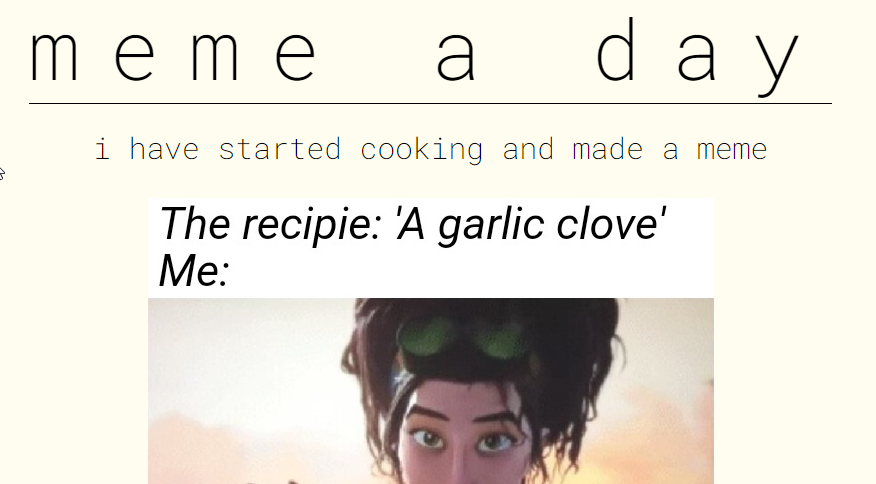 meme a day
i have started cooking and made a meme
The recipie: 'A garlic clove'
Me: